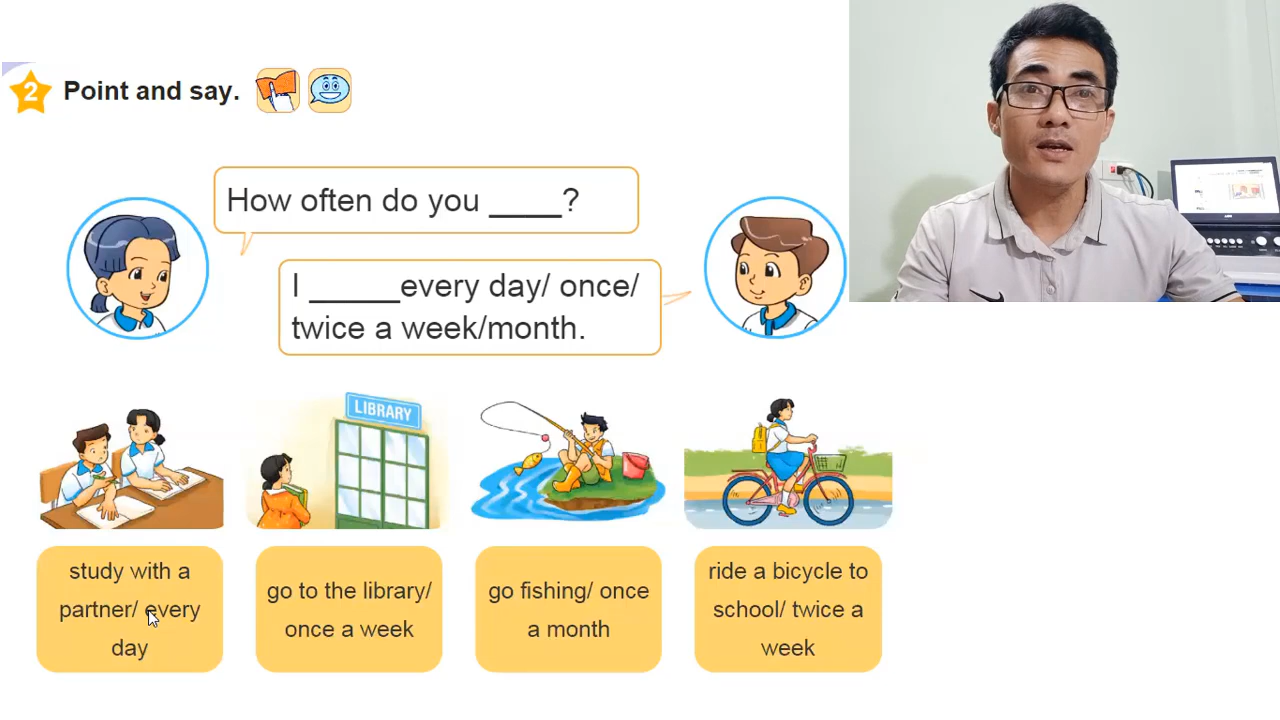 2 Point and say.
How often do you ____?
I ______every day/ once/
twice a week/month.
LIBRARY
study with a
partner/ every
day
go to the library/
once a week
go fishing/ once
a month
ride a bicycle to
school/ twice a
week